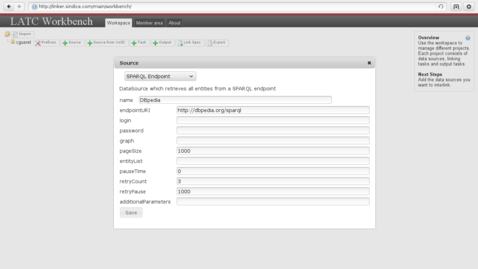 http://linker.sindice.com/main/workbench/
LATC Workbench
Workspace
Member area
About
Import
Prefixes
Source
Task
Output
Link Spec
Export
Source
SPARQL Endpoint
DataSource which retrieves all entities from a SPARQL endpoint
name DBpedia
endpointURI http://dbpedia.org/sparql
login
password
graph
pageSize 1000
entityList
pauseTime 0
retryCount 3
retryPause 1000
additionalParameters
Save
Overview
Use the workspace to
manage different projects.
Each project consists of
data sources, linking
tasks and output tasks
Next Steps
Add the data sources you
want to interlink.